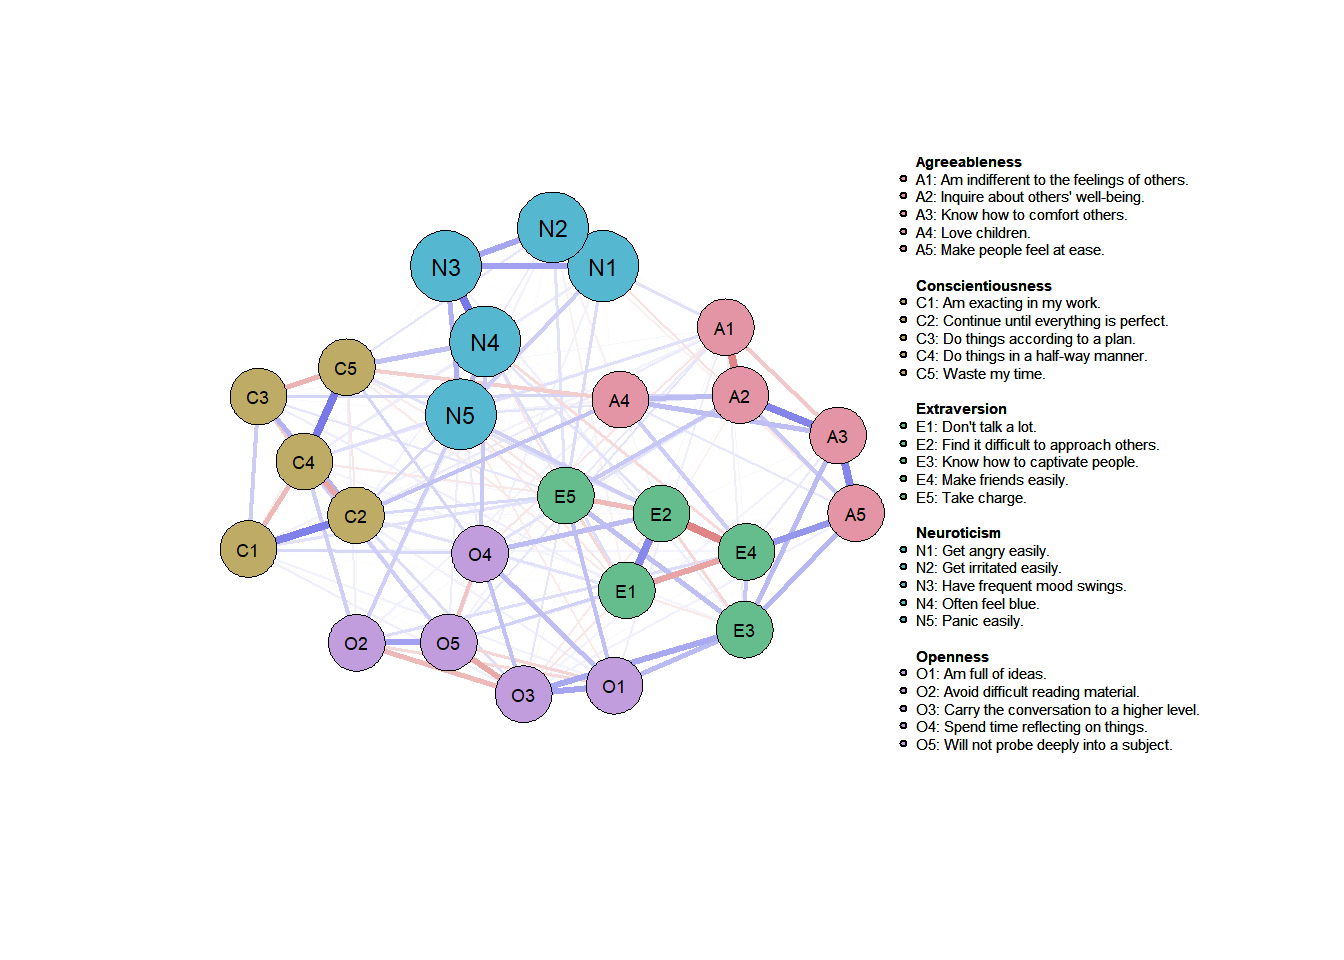 N2
N3
N1
A1
N4
C5
C3
A4
A2
N5
A3
C4
E5
E2
A5
C2
C1
O4
E4
E1
O2
O5
E3
O3
O1
Agreeableness
A1: Am indifferent to the feelings of others.
A2: Inquire about others' well-being.
A3: Know how to comfort others.
A4: Love children.
A5: Make people feel at ease.
Conscientiousness
C1: Am exacting in my work.
C2: Continue until everything is perfect.
C3: Do things according to a plan.
C4: Do things in a half-way manner.
C5: Waste my time.
Extraversion
E1: Don't talk a lot.
E2: Find it difficult to approach others.
E3: Know how to captivate people.
E4: Make friends easily.
E5: Take charge.
Neuroticism
N1: Get angry easily.
N2: Get irritated easily.
N3: Have frequent mood swings.
N4: Often feel blue.
N5: Panic easily.
Openness
O1: Am full of ideas.
O2: Avoid difficult reading material.
O3: Carry the conversation to a higher level.
O4: Spend time reflecting on things.
O5: Will not probe deeply into a subject.